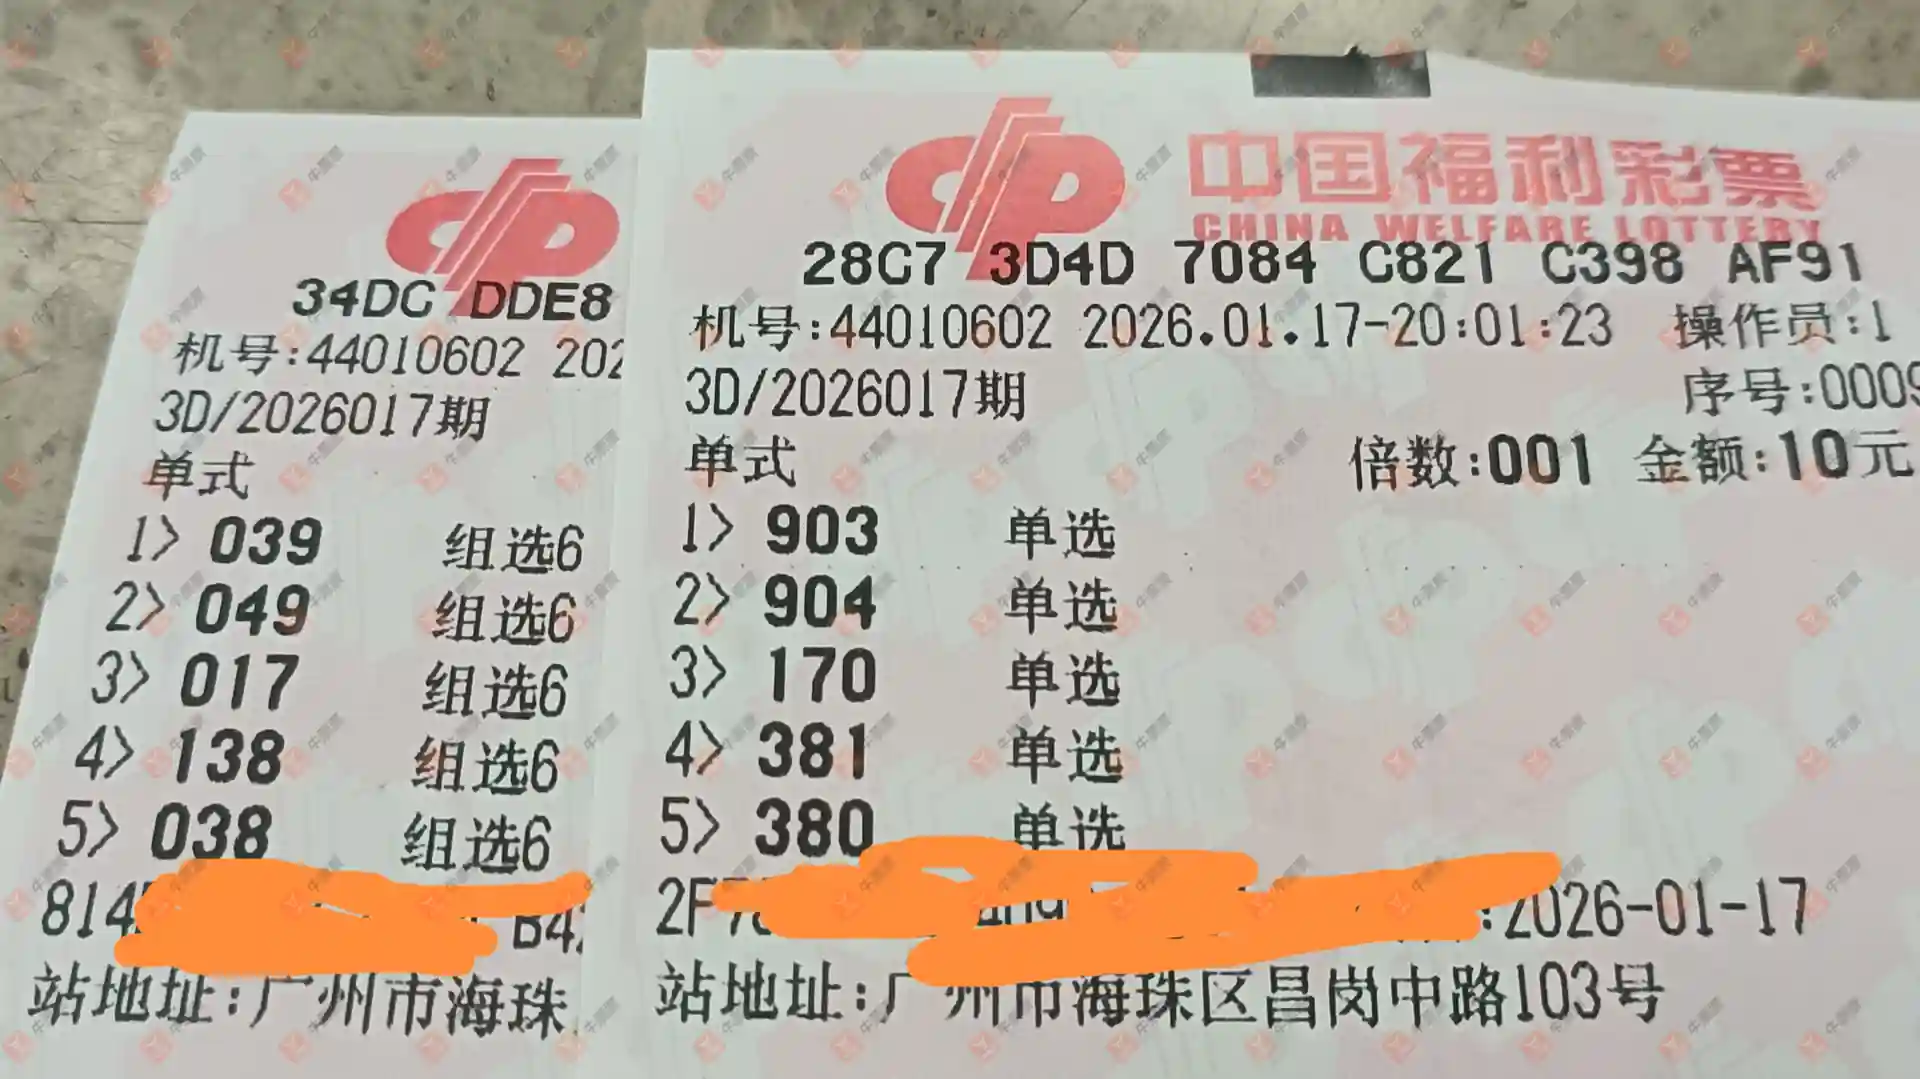 34DC DDE8
机号:44010602 202
3D/2026017期
单式
1> 039 组选6
2> 049 组选6
3> 017 组选6
4> 138 组选6
5> 038 组选6
814
B4
站地址:广州市海珠
中国福利彩票
CHINA WELFARE LOTTERY
28C7 3D4D 7084 C821 C398 AF91
机号:44010602 2026.01.17-20:01:23 操作员:1
3D/2026017期 序号:0009
单式 倍数:001 金额:10元
1> 903 单选
2> 904 单选
3> 170 单选
4> 381 单选
5> 380 单选
2F7 :2026-01-17
站地址:广州市海珠区昌岗中路103号